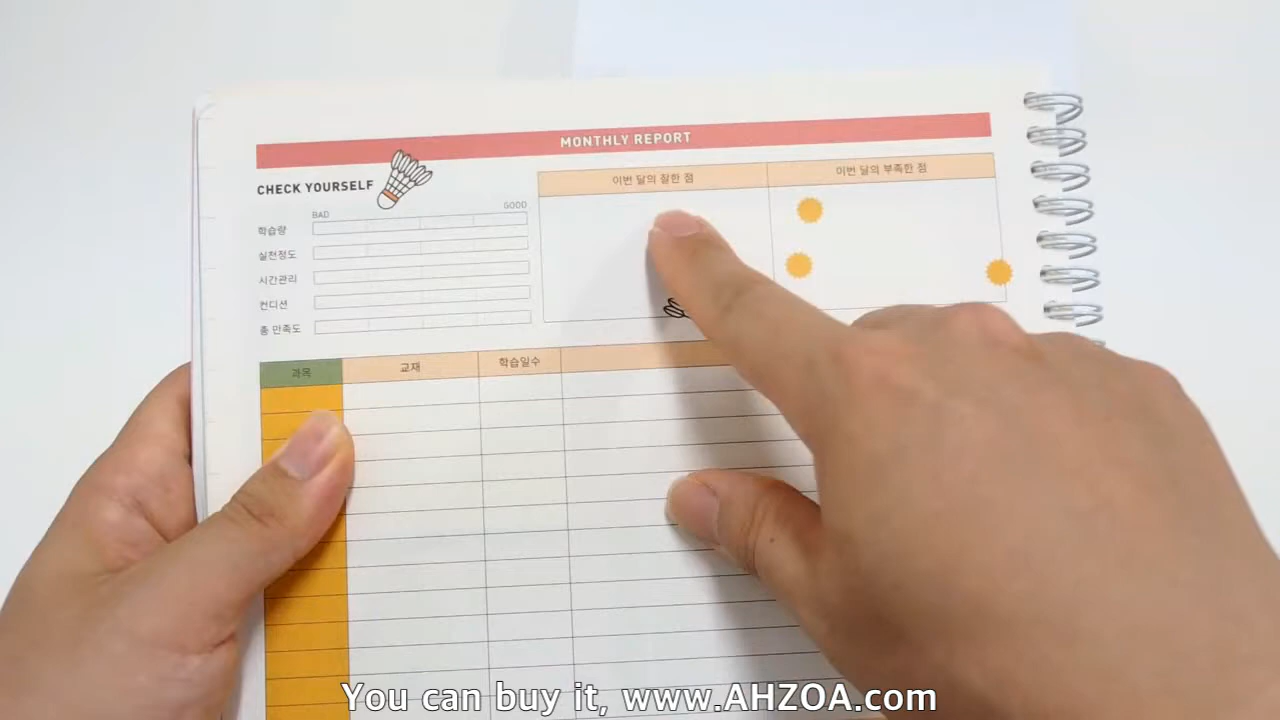 MONTHLY REPORT
CHECK YOURSELF
BAD GOOD
학습량
실천정도
시간관리
컨디션
총 만족도
이번 달의 잘한 점
이번 달의 부족한 점
과목 교재 학습일수
You can buy it, www.AHZOA.com